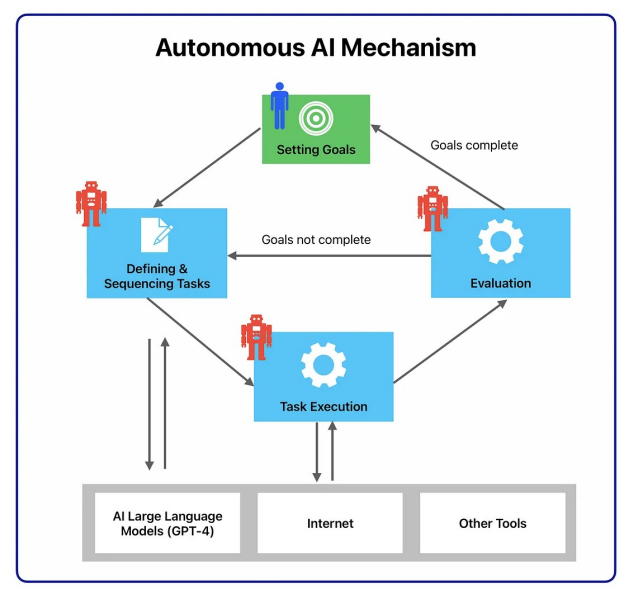 Autonomous AI Mechanism
Setting Goals
Goals complete
Goals not complete
Defining &
Sequencing Tasks
Evaluation
Task Execution
AI Large Language
Models (GPT-4)
Internet
Other Tools